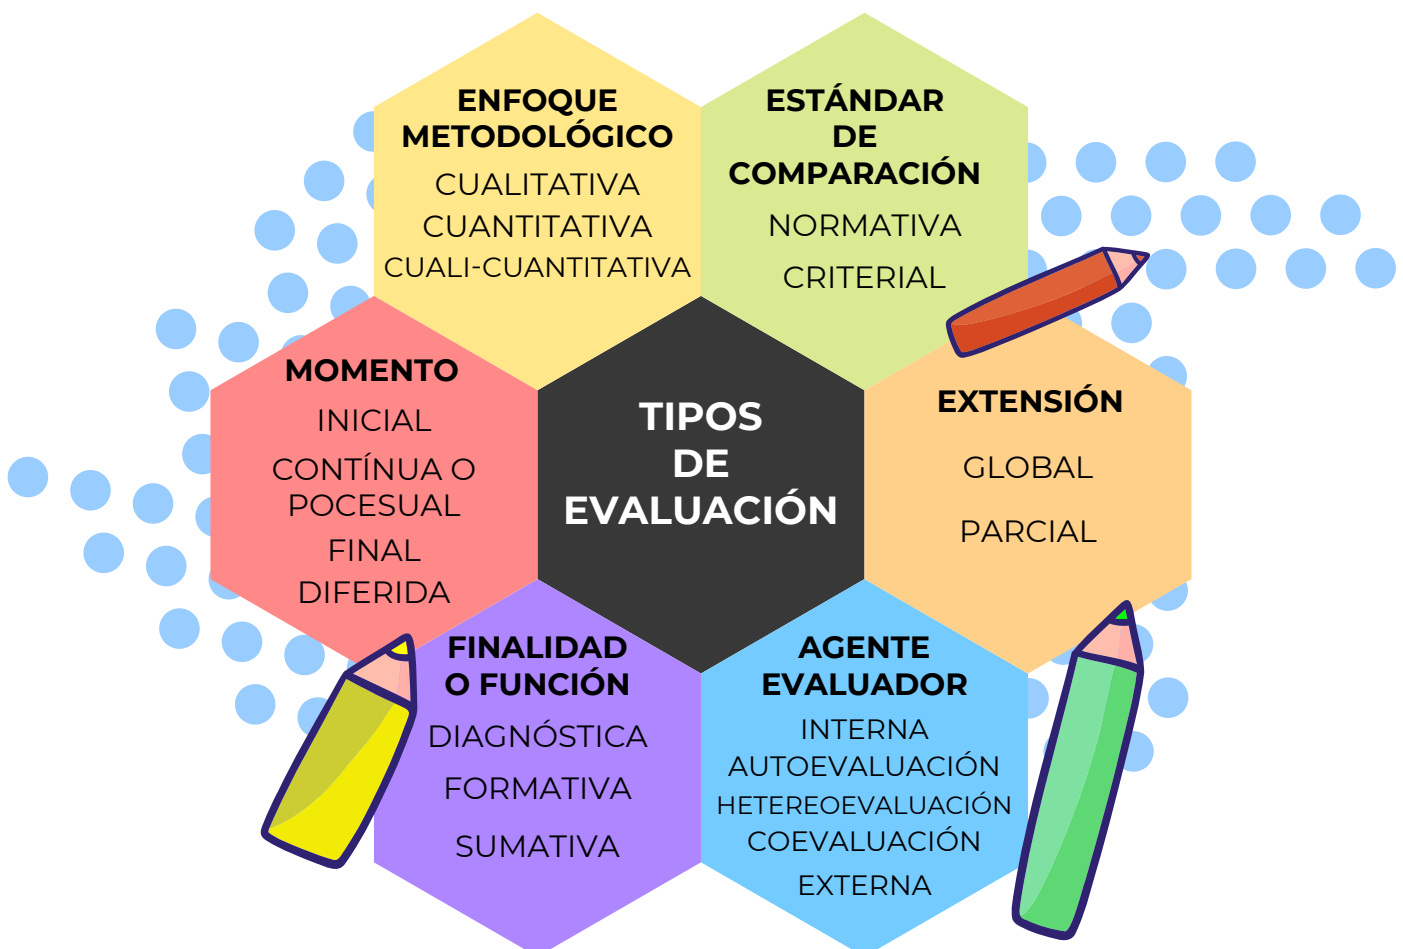 ENFOQUE
METODOLÓGICO
CUALITATIVA
CUANTITATIVA
CUALI-CUANTITATIVA
ESTÁNDAR
DE
COMPARACIÓN
NORMATIVA
CRITERIAL
MOMENTO
INICIAL
CONTÍNUA O
POCESUAL
FINAL
DIFERIDA
TIPOS
DE
EVALUACIÓN
EXTENSIÓN
GLOBAL
PARCIAL
FINALIDAD
O FUNCIÓN
DIAGNÓSTICA
FORMATIVA
SUMATIVA
AGENTE
EVALUADOR
INTERNA
AUTOEVALUACIÓN
HETEREOEVALUACIÓN
COEVALUACIÓN
EXTERNA